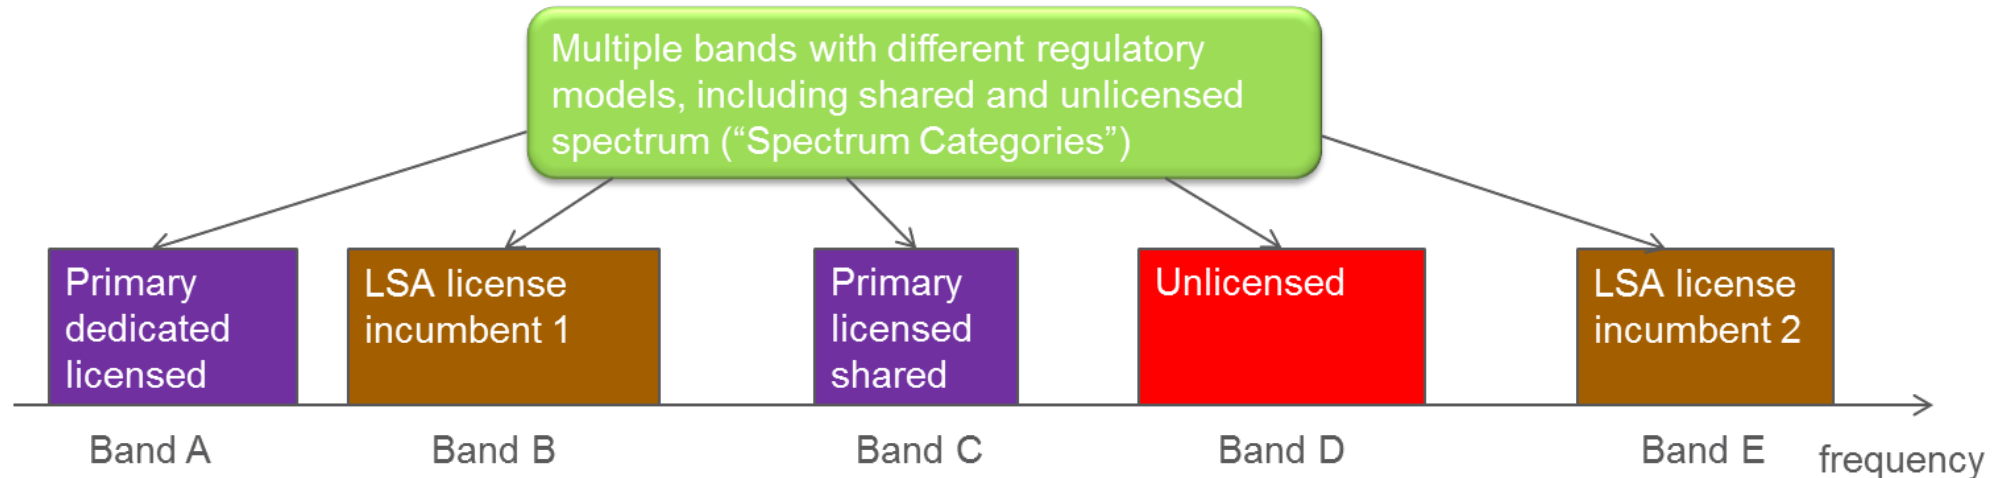 Multiple bands with different regulatory
models, including shared and unlicensed
spectrum (“Spectrum Categories”)
Primary
dedicated
licensed
LSA license
incumbent 1
Primary
licensed
shared
Unlicensed
LSA license
incumbent 2
Band A
Band B
Band C
Band D
Band E
frequency